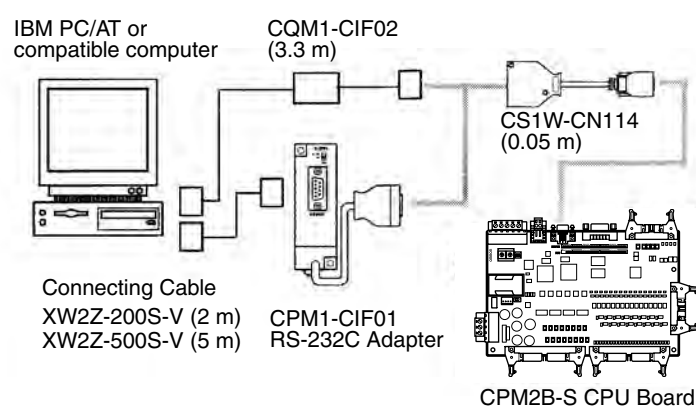 IBM PC/AT or
compatible computer
CQM1-CIF02
(3.3 m)
CS1W-CN114
(0.05 m)
Connecting Cable
XW2Z-200S-V (2 m)
XW2Z-500S-V (5 m)
CPM1-CIF01
RS-232C Adapter
CPM2B-S CPU Board